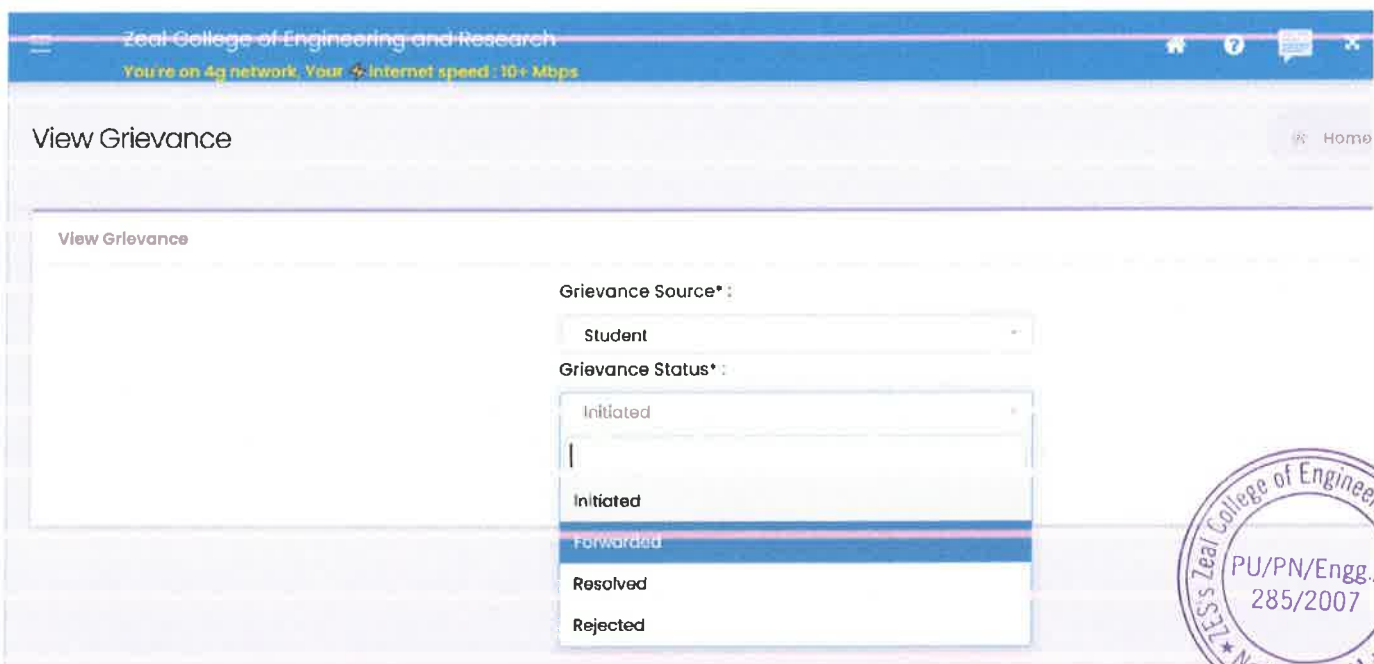 Zeal College of Engineering and Research
You're on 4g network, Your Internet speed : 10+ Mbps
View Grievance
Home
View Grievance
Grievance Source* :
Student
Grievance Status* :
Initiated
Initiated
Forwarded
Resolved
Rejected
ZES's Zeal College of Engineer
PU/PN/Engg.
285/2007